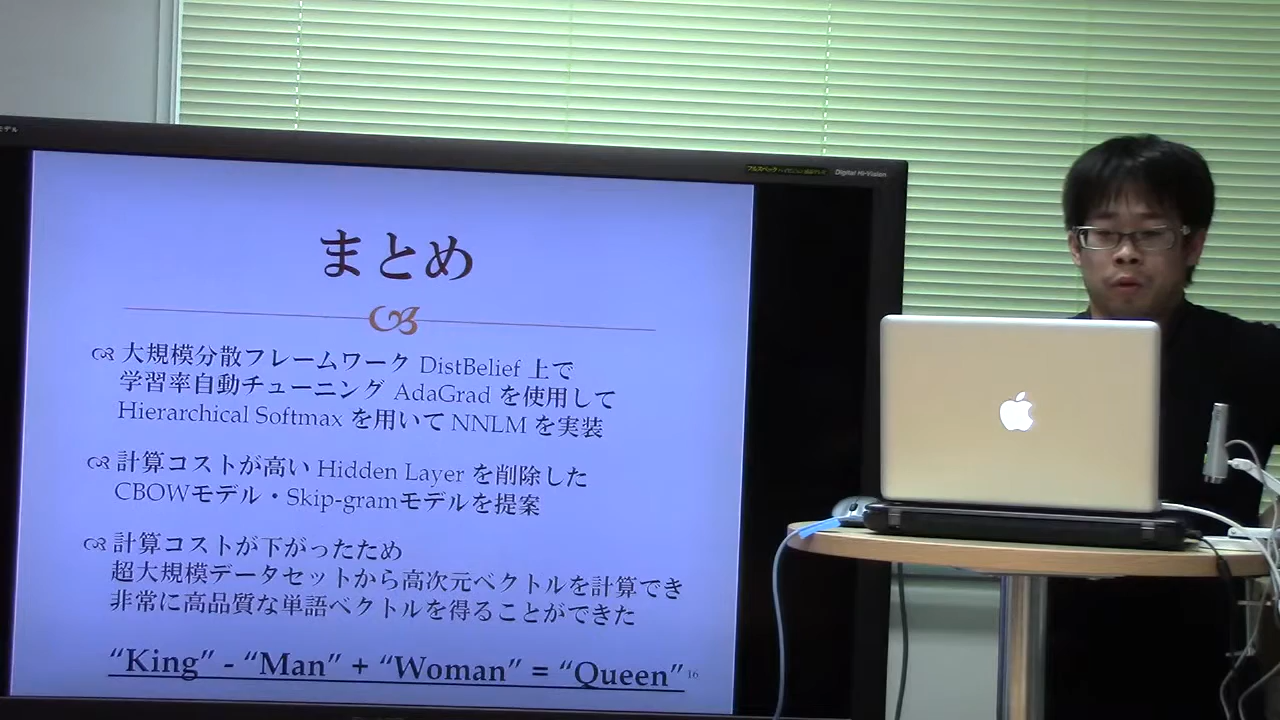 モデル
Digital Hi-Vision
まとめ
大規模分散フレームワーク DistBelief 上で
学習率自動チューニング AdaGrad を使用して
Hierarchical Softmax を用いて NNLM を実装
計算コストが高い Hidden Layer を削除した
CBOWモデル・Skip-gramモデルを提案
計算コストが下がったため
超大規模データセットから高次元ベクトルを計算でき
非常に高品質な単語ベクトルを得ることができた
“King” - “Man” + “Woman” = “Queen”
16